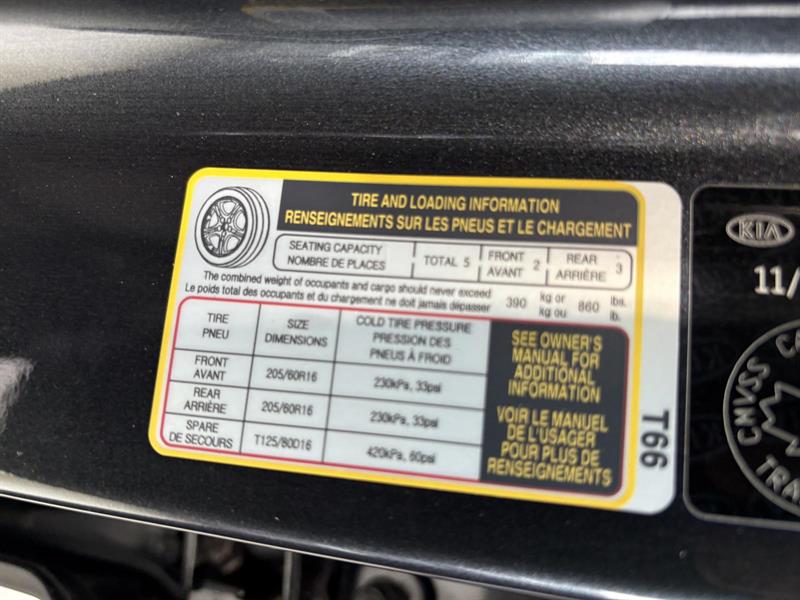 TIRE AND LOADING INFORMATION
RENSEIGNEMENTS SUR LES PNEUS ET LE CHARGEMENT
SEATING CAPACITY
NOMBRE DE PLACES
TOTAL 5
FRONT
AVANT
2
REAR
ARRIÈRE
3
The combined weight of occupants and cargo should never exceed
Le poids total des occupants et du chargement ne doit jamais dépasser
390
kg or
kg ou
860
lbs.
lb.
TIRE
PNEU
SIZE
DIMENSIONS
COLD TIRE PRESSURE
PRESSION DES
PNEUS À FROID
FRONT
AVANT
205/60R16
230kPa, 33psi
REAR
ARRIÈRE
205/60R16
230kPa, 33psi
SPARE
DE SECOURS
T125/80D16
420kPa, 60psi
SEE OWNER'S
MANUAL FOR
ADDITIONAL
INFORMATION
VOIR LE MANUEL
DE L'USAGER
POUR PLUS DE
RENSEIGNEMENTS
T66
KIA
11/
CMVSS
TRA